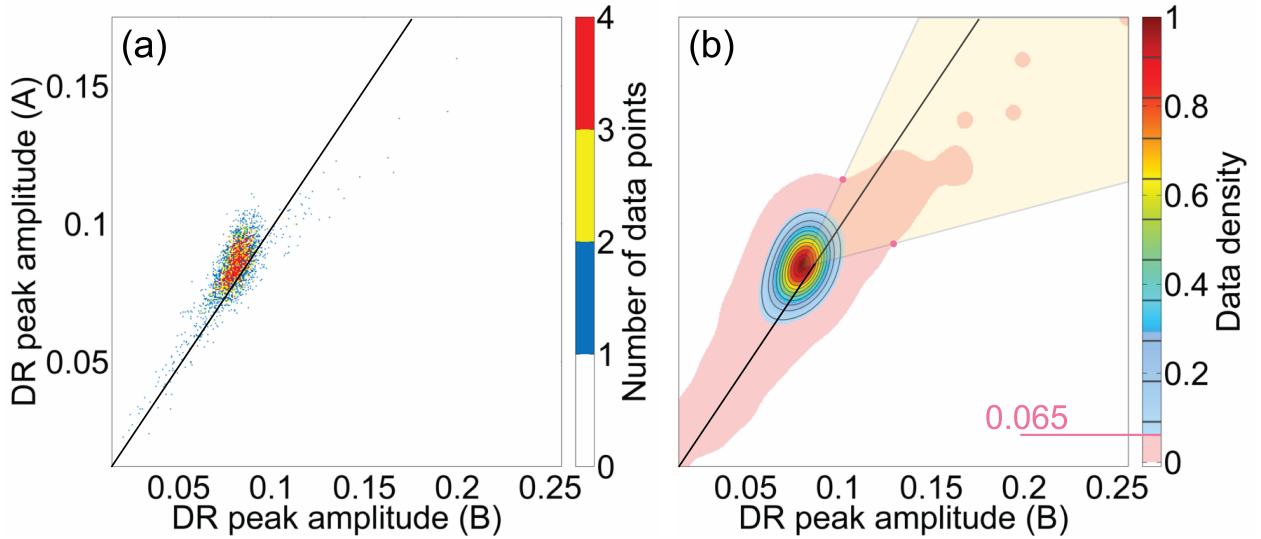 (a)
DR peak amplitude (A)
0.15
0.1
0.05
0.05 0.1 0.15 0.2 0.25
DR peak amplitude (B)
4
3
2
1
0
Number of data points
(b)
0.065
0.05 0.1 0.15 0.2 0.25
DR peak amplitude (B)
1
0.8
0.6
0.4
0.2
0
Data density